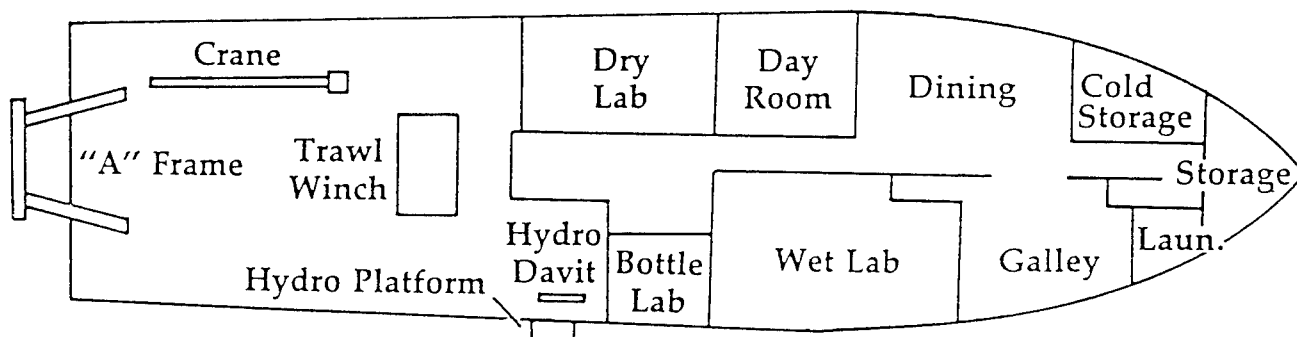 Crane
"A" Frame
Trawl
Winch
Dry
Lab
Day
Room
Dining
Cold
Storage
Storage
Hydro
Davit
Hydro Platform
Bottle
Lab
Wet Lab
Galley
Laun.